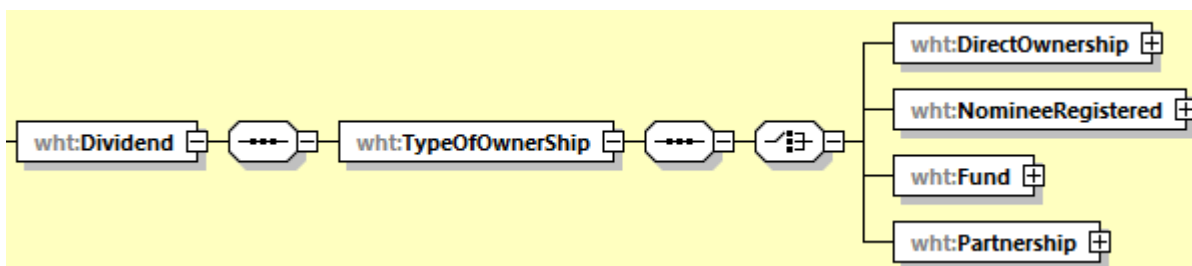 wht:DirectOwnership
wht:NomineeRegistered
wht:Dividend
wht:TypeOfOwnerShip
wht:Fund
wht:Partnership